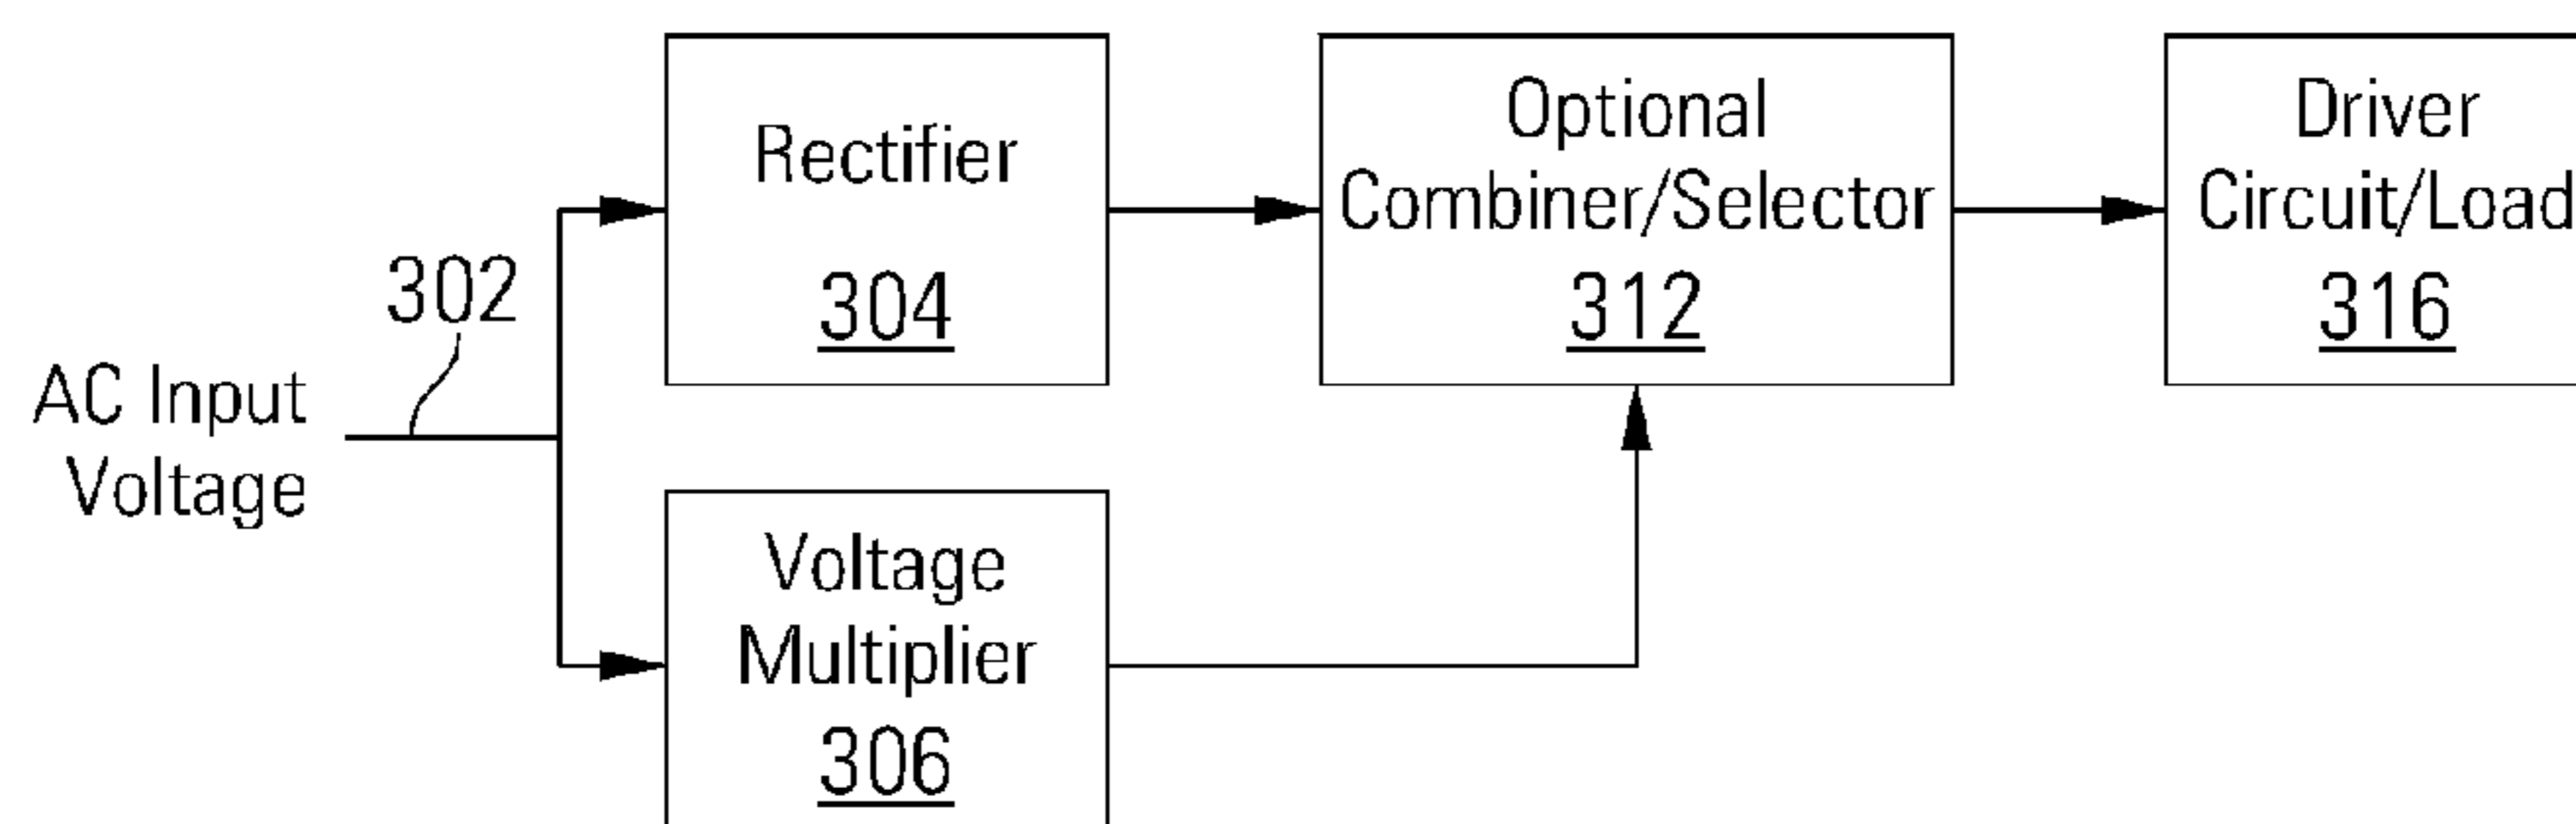 AC Input
Voltage
302
Rectifier
304
Voltage
Multiplier
306
Optional
Combiner/Selector
312
Driver
Circuit/Load
316